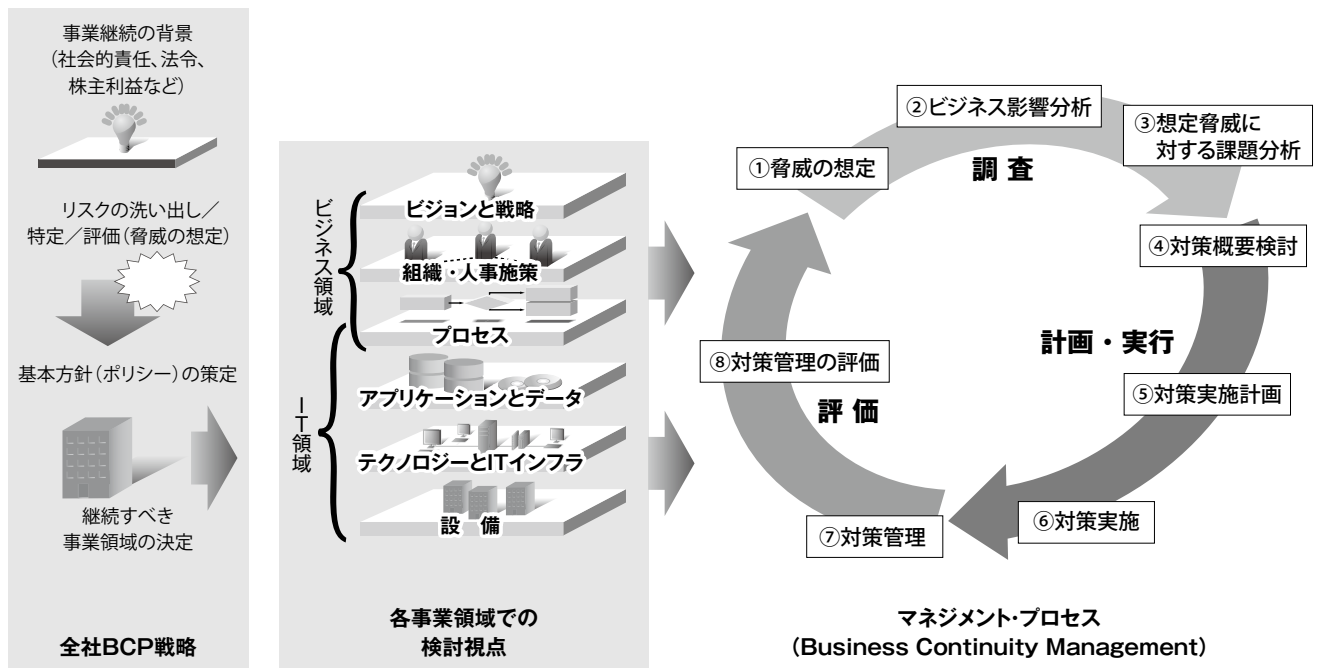 事業継続の背景
(社会的責任、法令、
株主利益など)
リスクの洗い出し/
特定/評価(脅威の想定)
基本方針(ポリシー)の策定
継続すべき
事業領域の決定
全社BCP戦略
ビジネス領域
IT領域
ビジョンと戦略
組織・人事施策
プロセス
アプリケーションとデータ
テクノロジーとITインフラ
設 備
各事業領域での
検討視点
①脅威の想定
②ビジネス影響分析
③想定脅威に
対する課題分析
調 査
④対策概要検討
計画・実行
⑤対策実施計画
⑥対策実施
⑦対策管理
⑧対策管理の評価
評 価
マネジメント・プロセス
(Business Continuity Management)